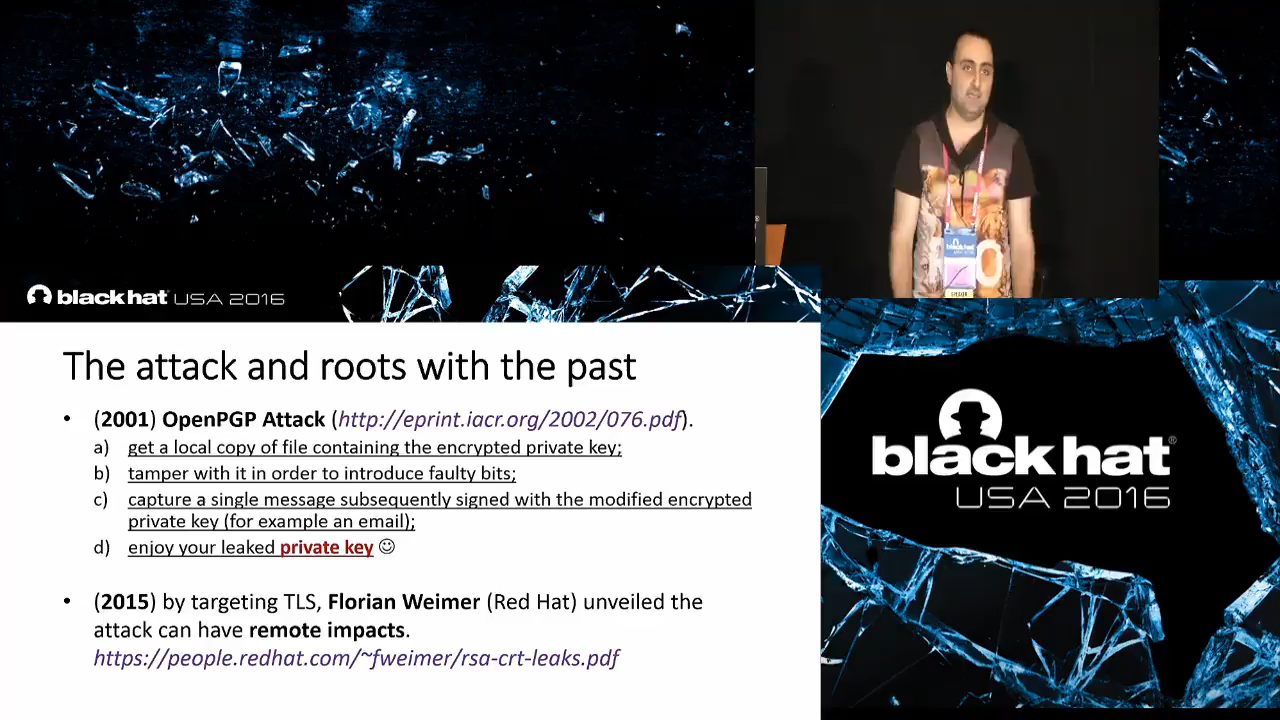 black hat USA 2016
The attack and roots with the past
• (2001) OpenPGP Attack (http://eprint.iacr.org/2002/076.pdf).
a) get a local copy of file containing the encrypted private key;
b) tamper with it in order to introduce faulty bits;
c) capture a single message subsequently signed with the modified encrypted
private key (for example an email);
d) enjoy your leaked private key ☺
• (2015) by targeting TLS, Florian Weimer (Red Hat) unveiled the
attack can have remote impacts.
https://people.redhat.com/~fweimer/rsa-crt-leaks.pdf
black hat
black hat®
USA 2016